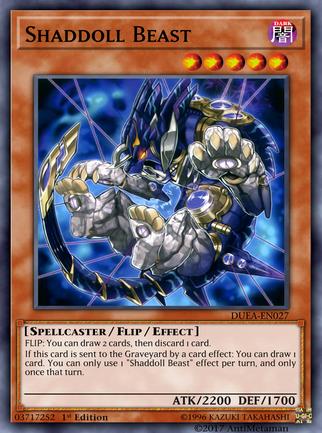 SHADDOLL BEAST
DARK
闇
DUEA-EN027
[SPELLCASTER / FLIP / EFFECT]
FLIP: You can draw 2 cards, then discard 1 card.
If this card is sent to the Graveyard by a card effect: You can draw 1
card. You can only use 1 "Shaddoll Beast" effect per turn, and only
once that turn.
ATK/2200 DEF/1700
03717252 1st Edition ©1996 KAZUKI TAKAHASHI
©2017 AntiMetaman